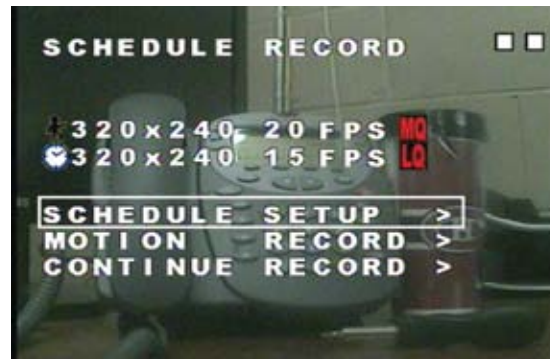 SCHEDULE RECORD
320x240 20 FPS MQ
320x240 15 FPS LQ
SCHEDULE SETUP >
MOTION RECORD >
CONTINUE RECORD >